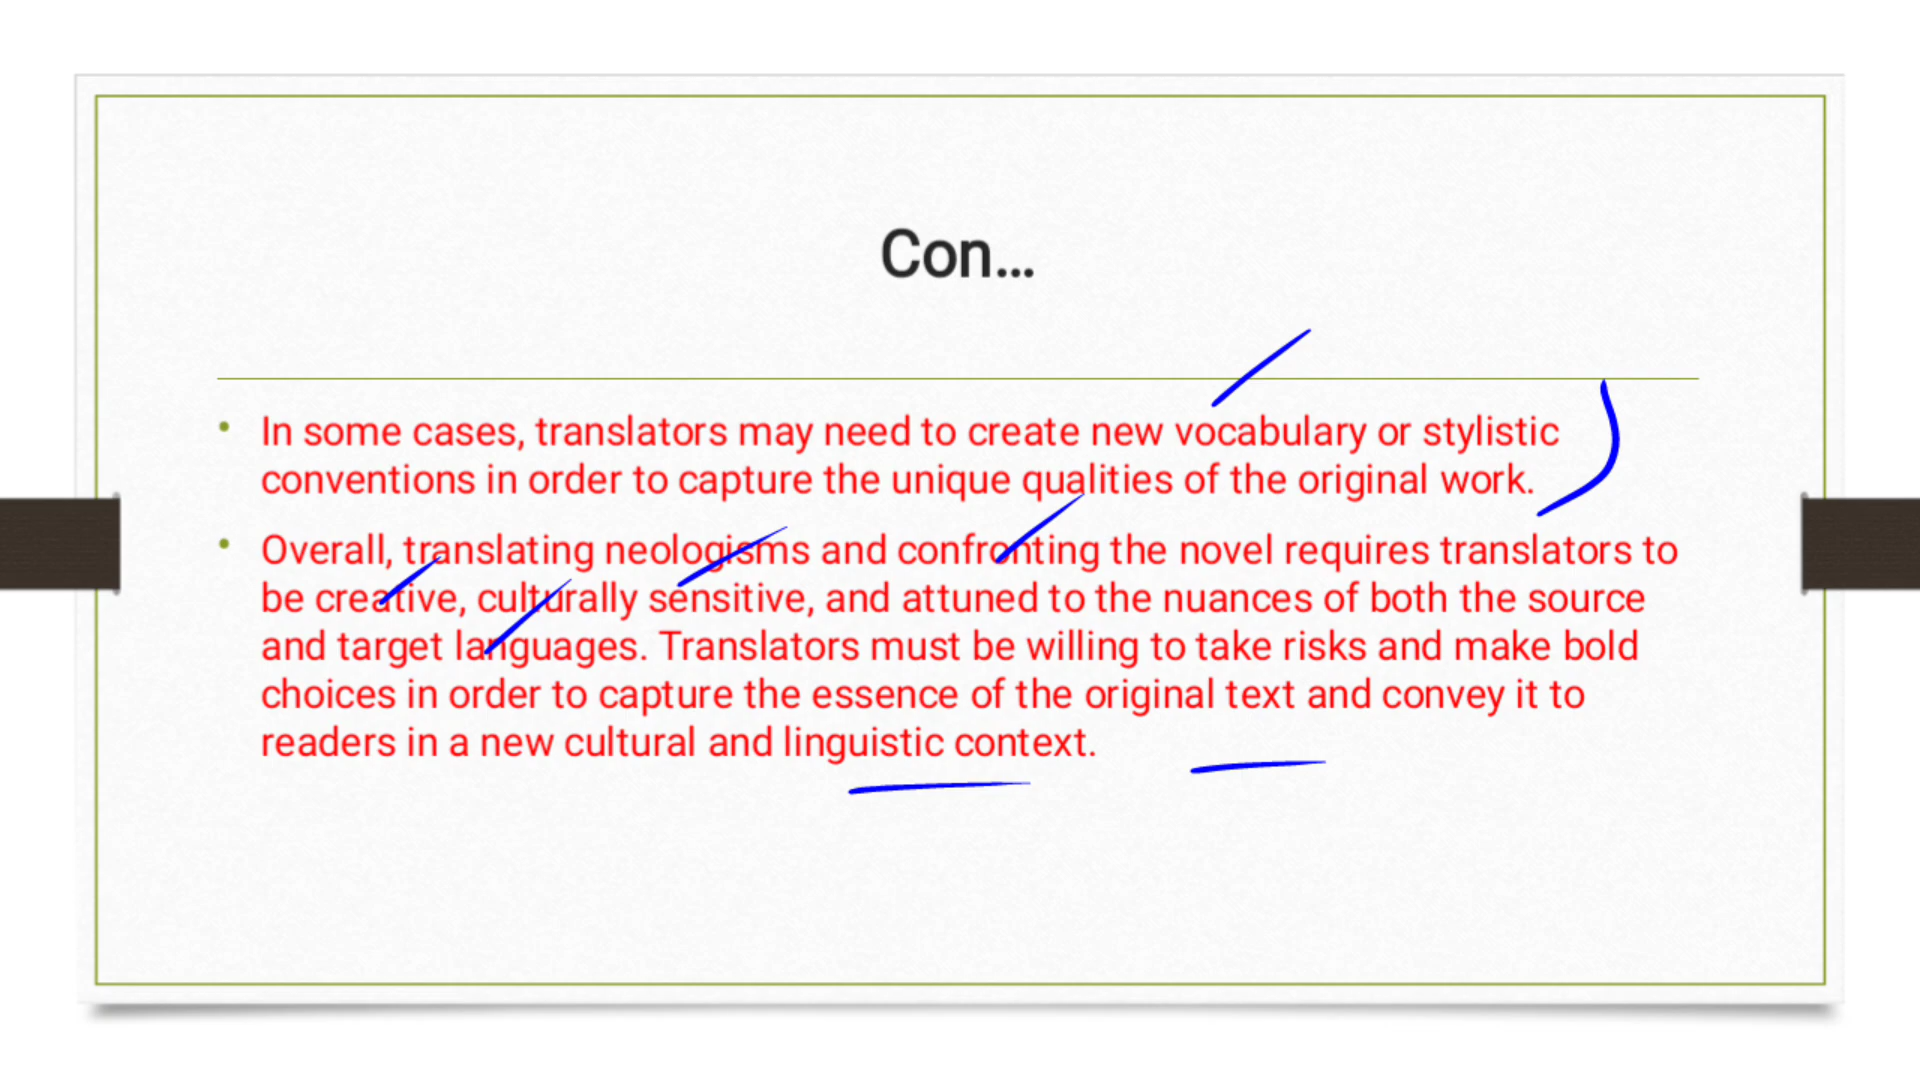 Con...
• In some cases, translators may need to create new vocabulary or stylistic
conventions in order to capture the unique qualities of the original work.
• Overall, translating neologisms and confronting the novel requires translators to
be creative, culturally sensitive, and attuned to the nuances of both the source
and target languages. Translators must be willing to take risks and make bold
choices in order to capture the essence of the original text and convey it to
readers in a new cultural and linguistic context.